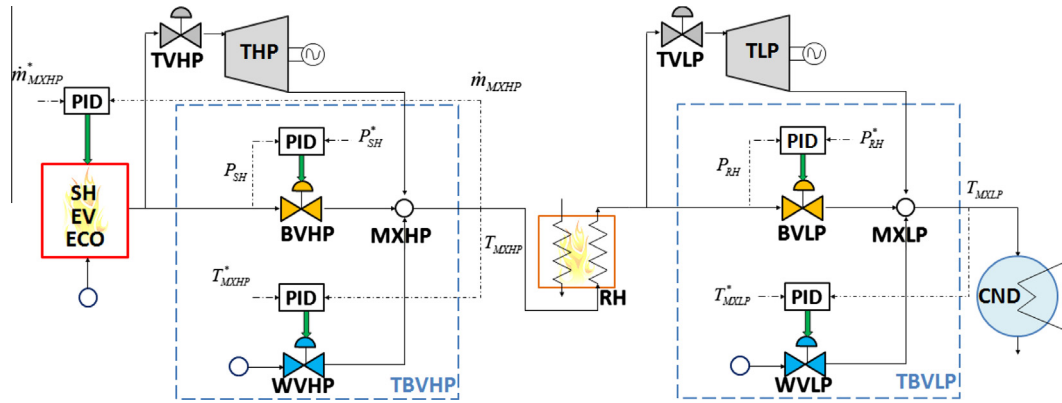 TVHP
THP
ṁ*MXHP
PID
ṁMXHP
PID
P*SH
PSH
SH
EV
ECO
BVHP
MXHP
TMXHP
T*MXHP
PID
WVHP
TBVHP
RH
TVLP
TLP
PID
P*RH
PRH
TMXLP
BVLP
MXLP
T*MXLP
PID
CND
WVLP
TBVLP